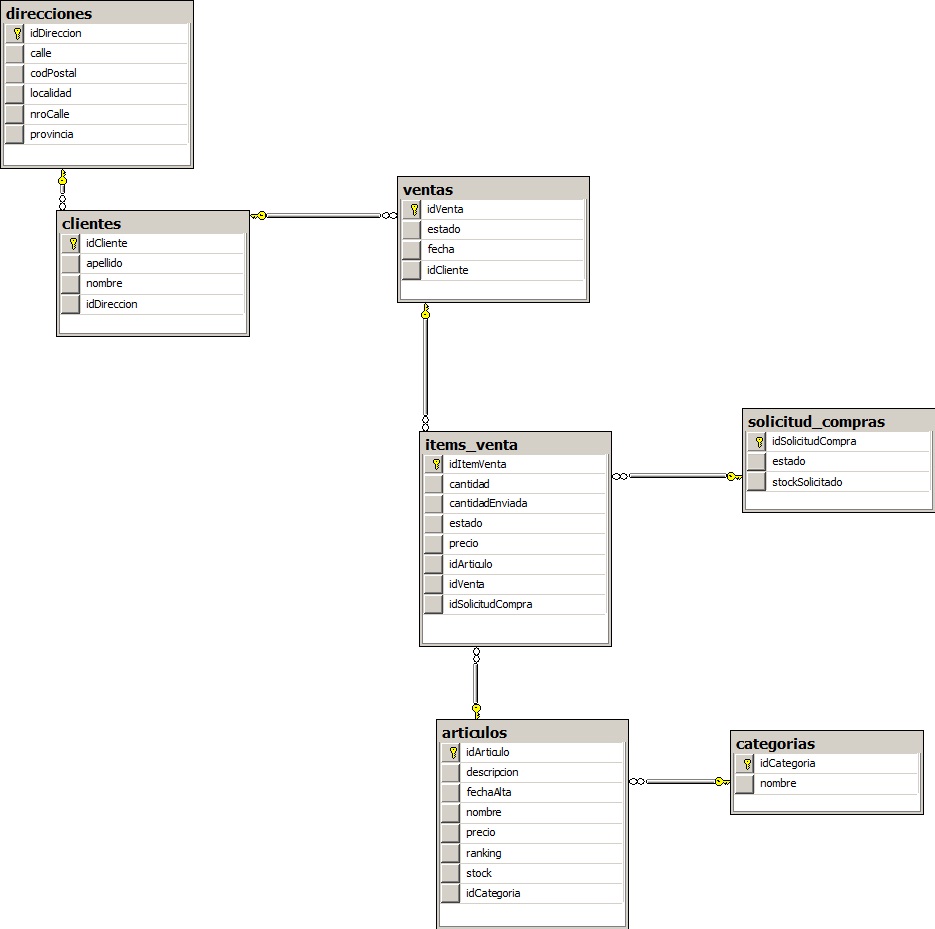 direcciones
idDireccion
calle
codPostal
localidad
nroCalle
provincia
clientes
idCliente
apellido
nombre
idDireccion
ventas
idVenta
estado
fecha
idCliente
items_venta
idItemVenta
cantidad
cantidadEnviada
estado
precio
idArticulo
idVenta
idSolicitudCompra
solicitud_compras
idSolicitudCompra
estado
stockSolicitado
articulos
idArticulo
descripcion
fechaAlta
nombre
precio
ranking
stock
idCategoria
categorias
idCategoria
nombre